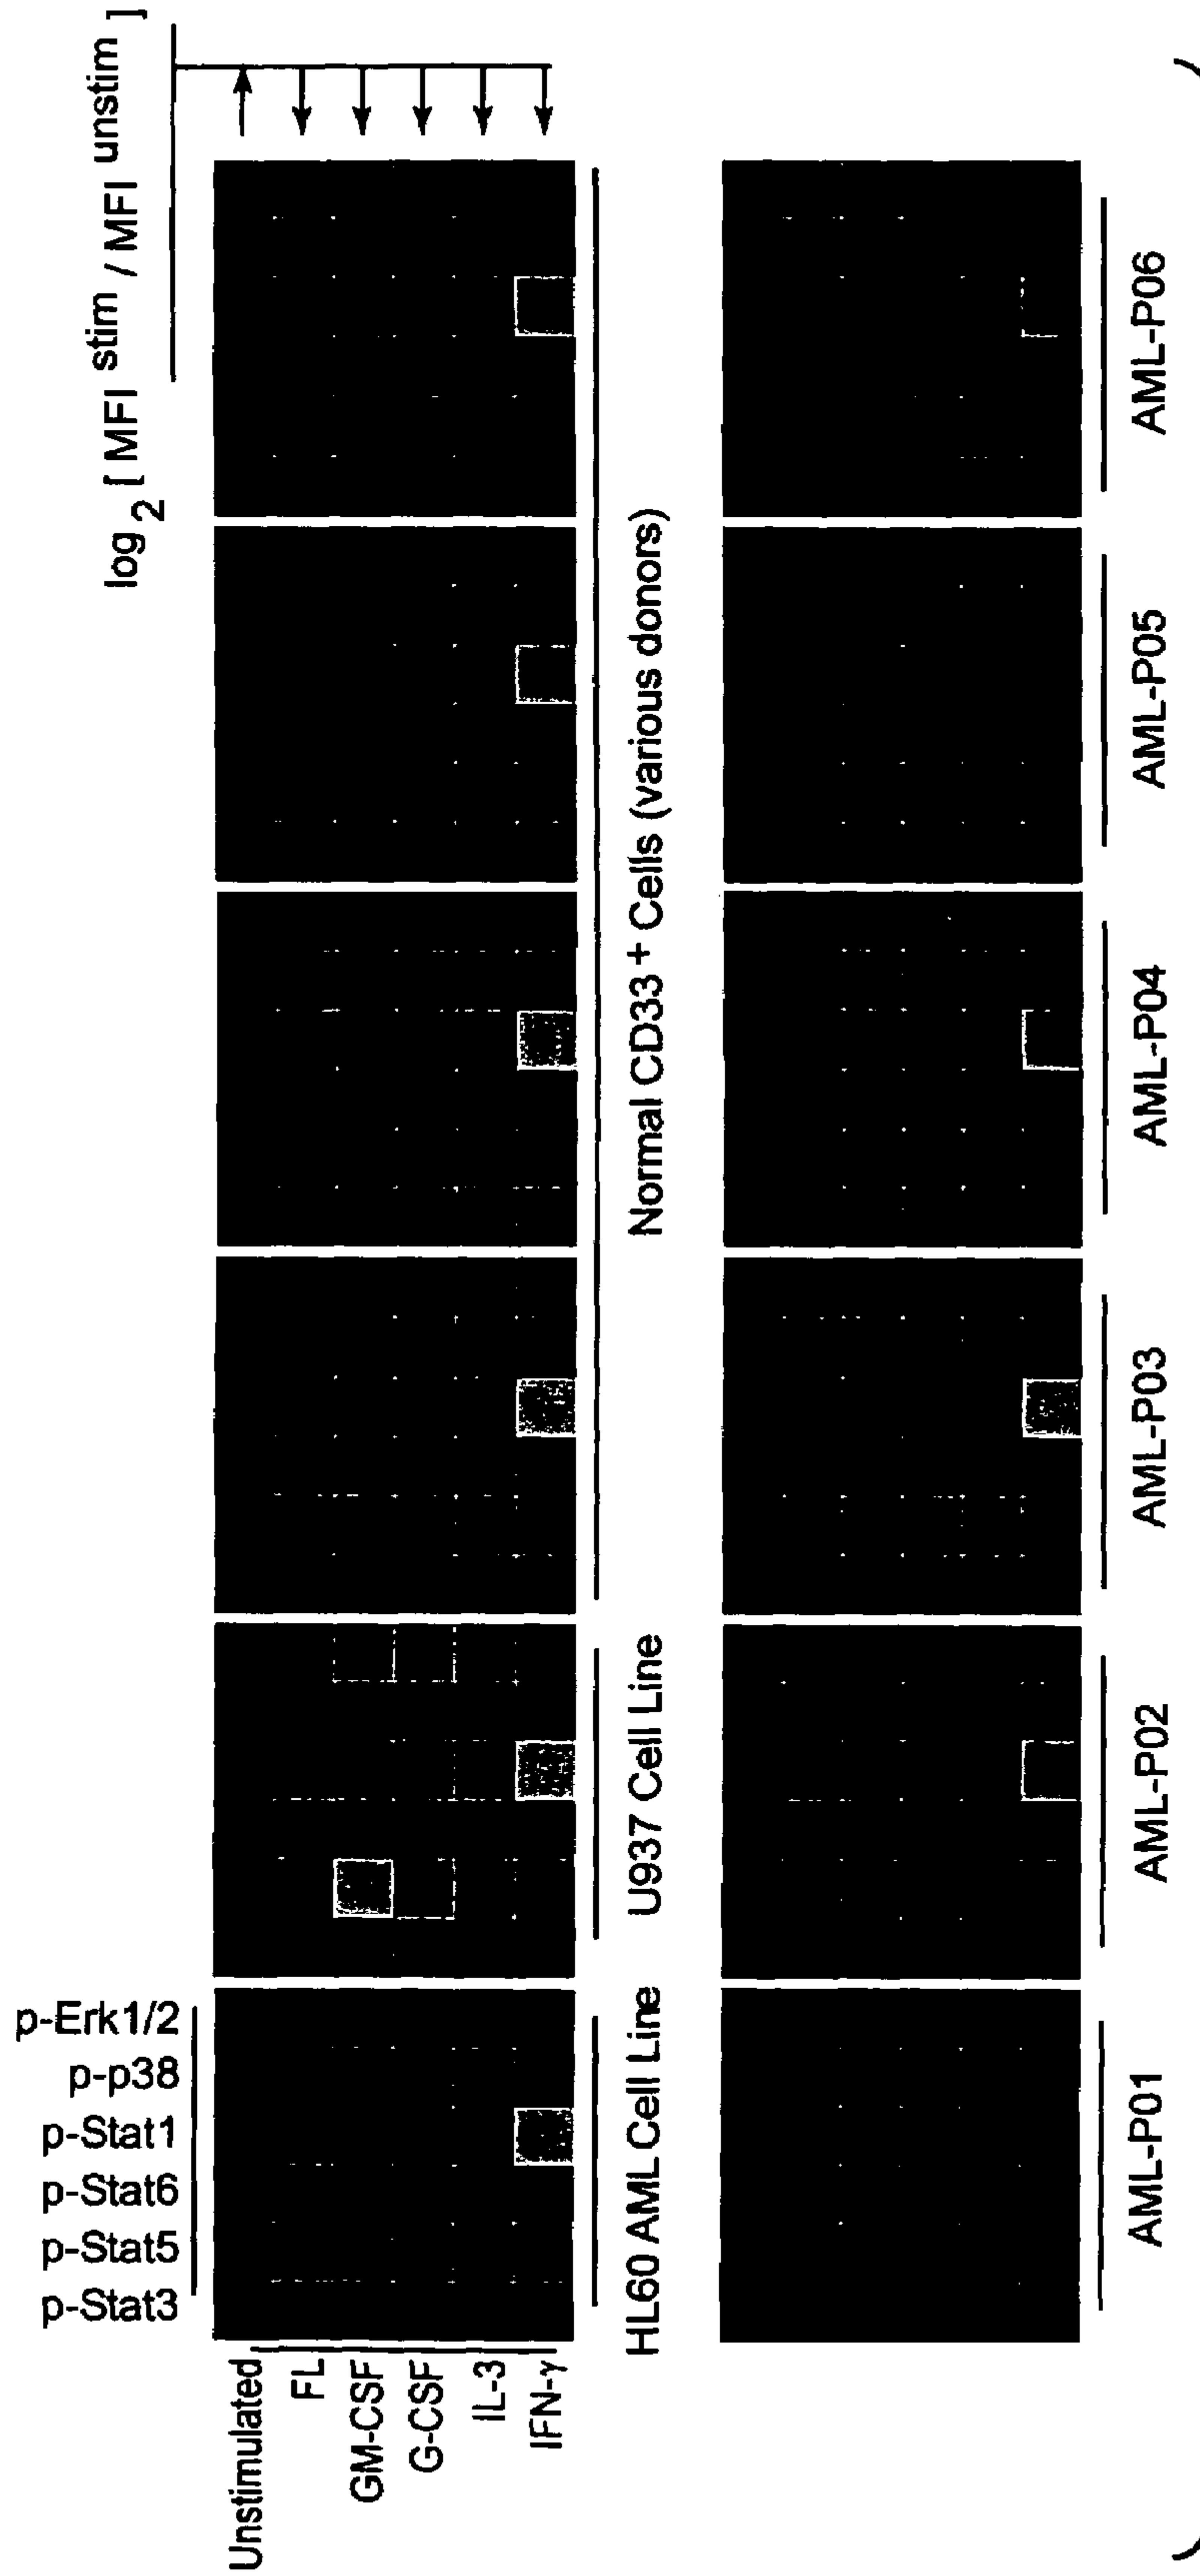 log2 [ MFI stim / MFI unstim ]
p-Stat3
p-Stat5
p-Stat6
p-Stat1
p-p38
p-Erk1/2
Unstimulated
FL
GM-CSF
G-CSF
IL-3
IFN-γ
HL60 AML Cell Line
U937 Cell Line
Normal CD33+ Cells (various donors)
AML-P01
AML-P02
AML-P03
AML-P04
AML-P05
AML-P06